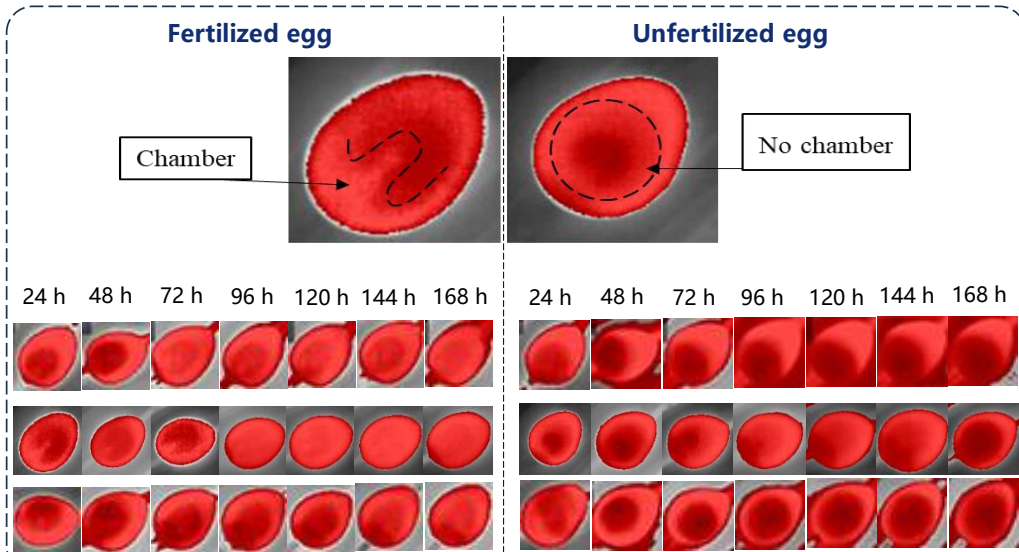 Fertilized egg
Unfertilized egg
Chamber
No chamber
24 h 48 h 72 h 96 h 120 h 144 h 168 h
24 h 48 h 72 h 96 h 120 h 144 h 168 h